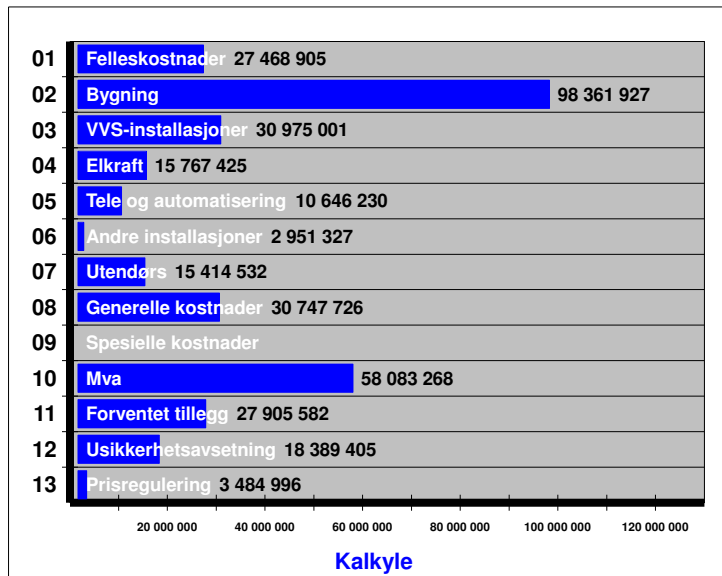 01 Felleskostnader 27 468 905
02 Bygning 98 361 927
03 VVS-installasjoner 30 975 001
04 Elkraft 15 767 425
05 Tele og automatisering 10 646 230
06 Andre installasjoner 2 951 327
07 Utendørs 15 414 532
08 Generelle kostnader 30 747 726
09 Spesielle kostnader
10 Mva 58 083 268
11 Forventet tillegg 27 905 582
12 Usikkerhetsavsetning 18 389 405
13 Prisregulering 3 484 996
20 000 000 40 000 000 60 000 000 80 000 000 100 000 000 120 000 000
Kalkyle